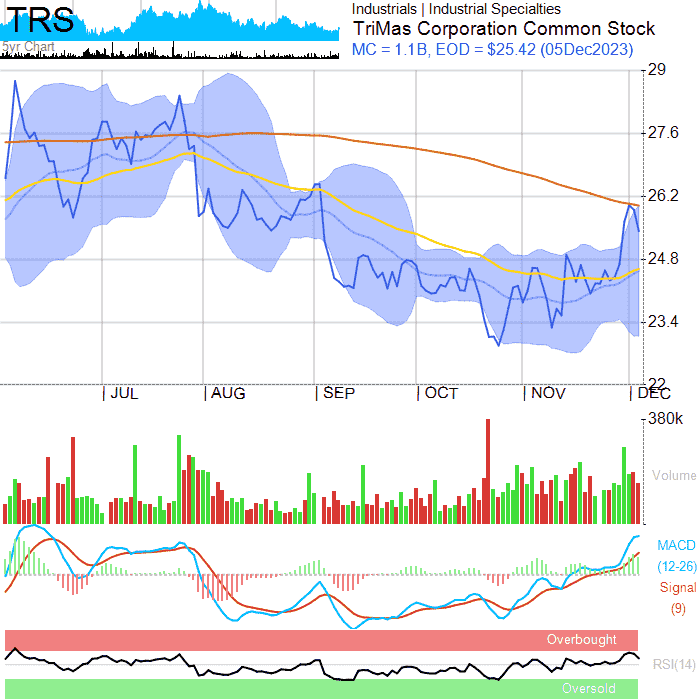 TRS
Industrials | Industrial Specialties
TriMas Corporation Common Stock
5yr Chart
MC = 1.1B, EOD = $25.42 (05Dec2023)
29
27.6
26.2
24.8
23.4
22
| JUL | AUG | SEP | OCT | NOV | DEC
380k
Volume
MACD
(12-26)
Signal
(9)
Overbought
RSI(14)
Oversold